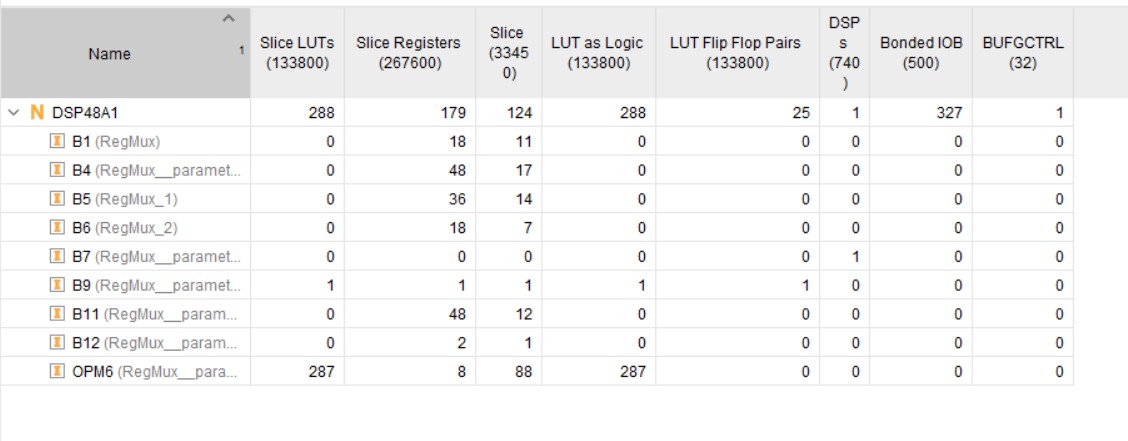 Name 1 Slice LUTs (133800) Slice Registers (267600) Slice (33450) LUT as Logic (133800) LUT Flip Flop Pairs (133800) DSPs (740) Bonded IOB (500) BUFGCTRL (32)
N DSP48A1 288 179 124 288 25 1 327 1
I B1 (RegMux) 0 18 11 0 0 0 0 0
I B4 (RegMux__paramet... 0 48 17 0 0 0 0 0
I B5 (RegMux_1) 0 36 14 0 0 0 0 0
I B6 (RegMux_2) 0 18 7 0 0 0 0 0
I B7 (RegMux__paramet... 0 0 0 0 0 1 0 0
I B9 (RegMux__paramet... 1 1 1 1 1 0 0 0
I B11 (RegMux__param... 0 48 12 0 0 0 0 0
I B12 (RegMux__param... 0 2 1 0 0 0 0 0
I OPM6 (RegMux__para... 287 8 88 287 0 0 0 0